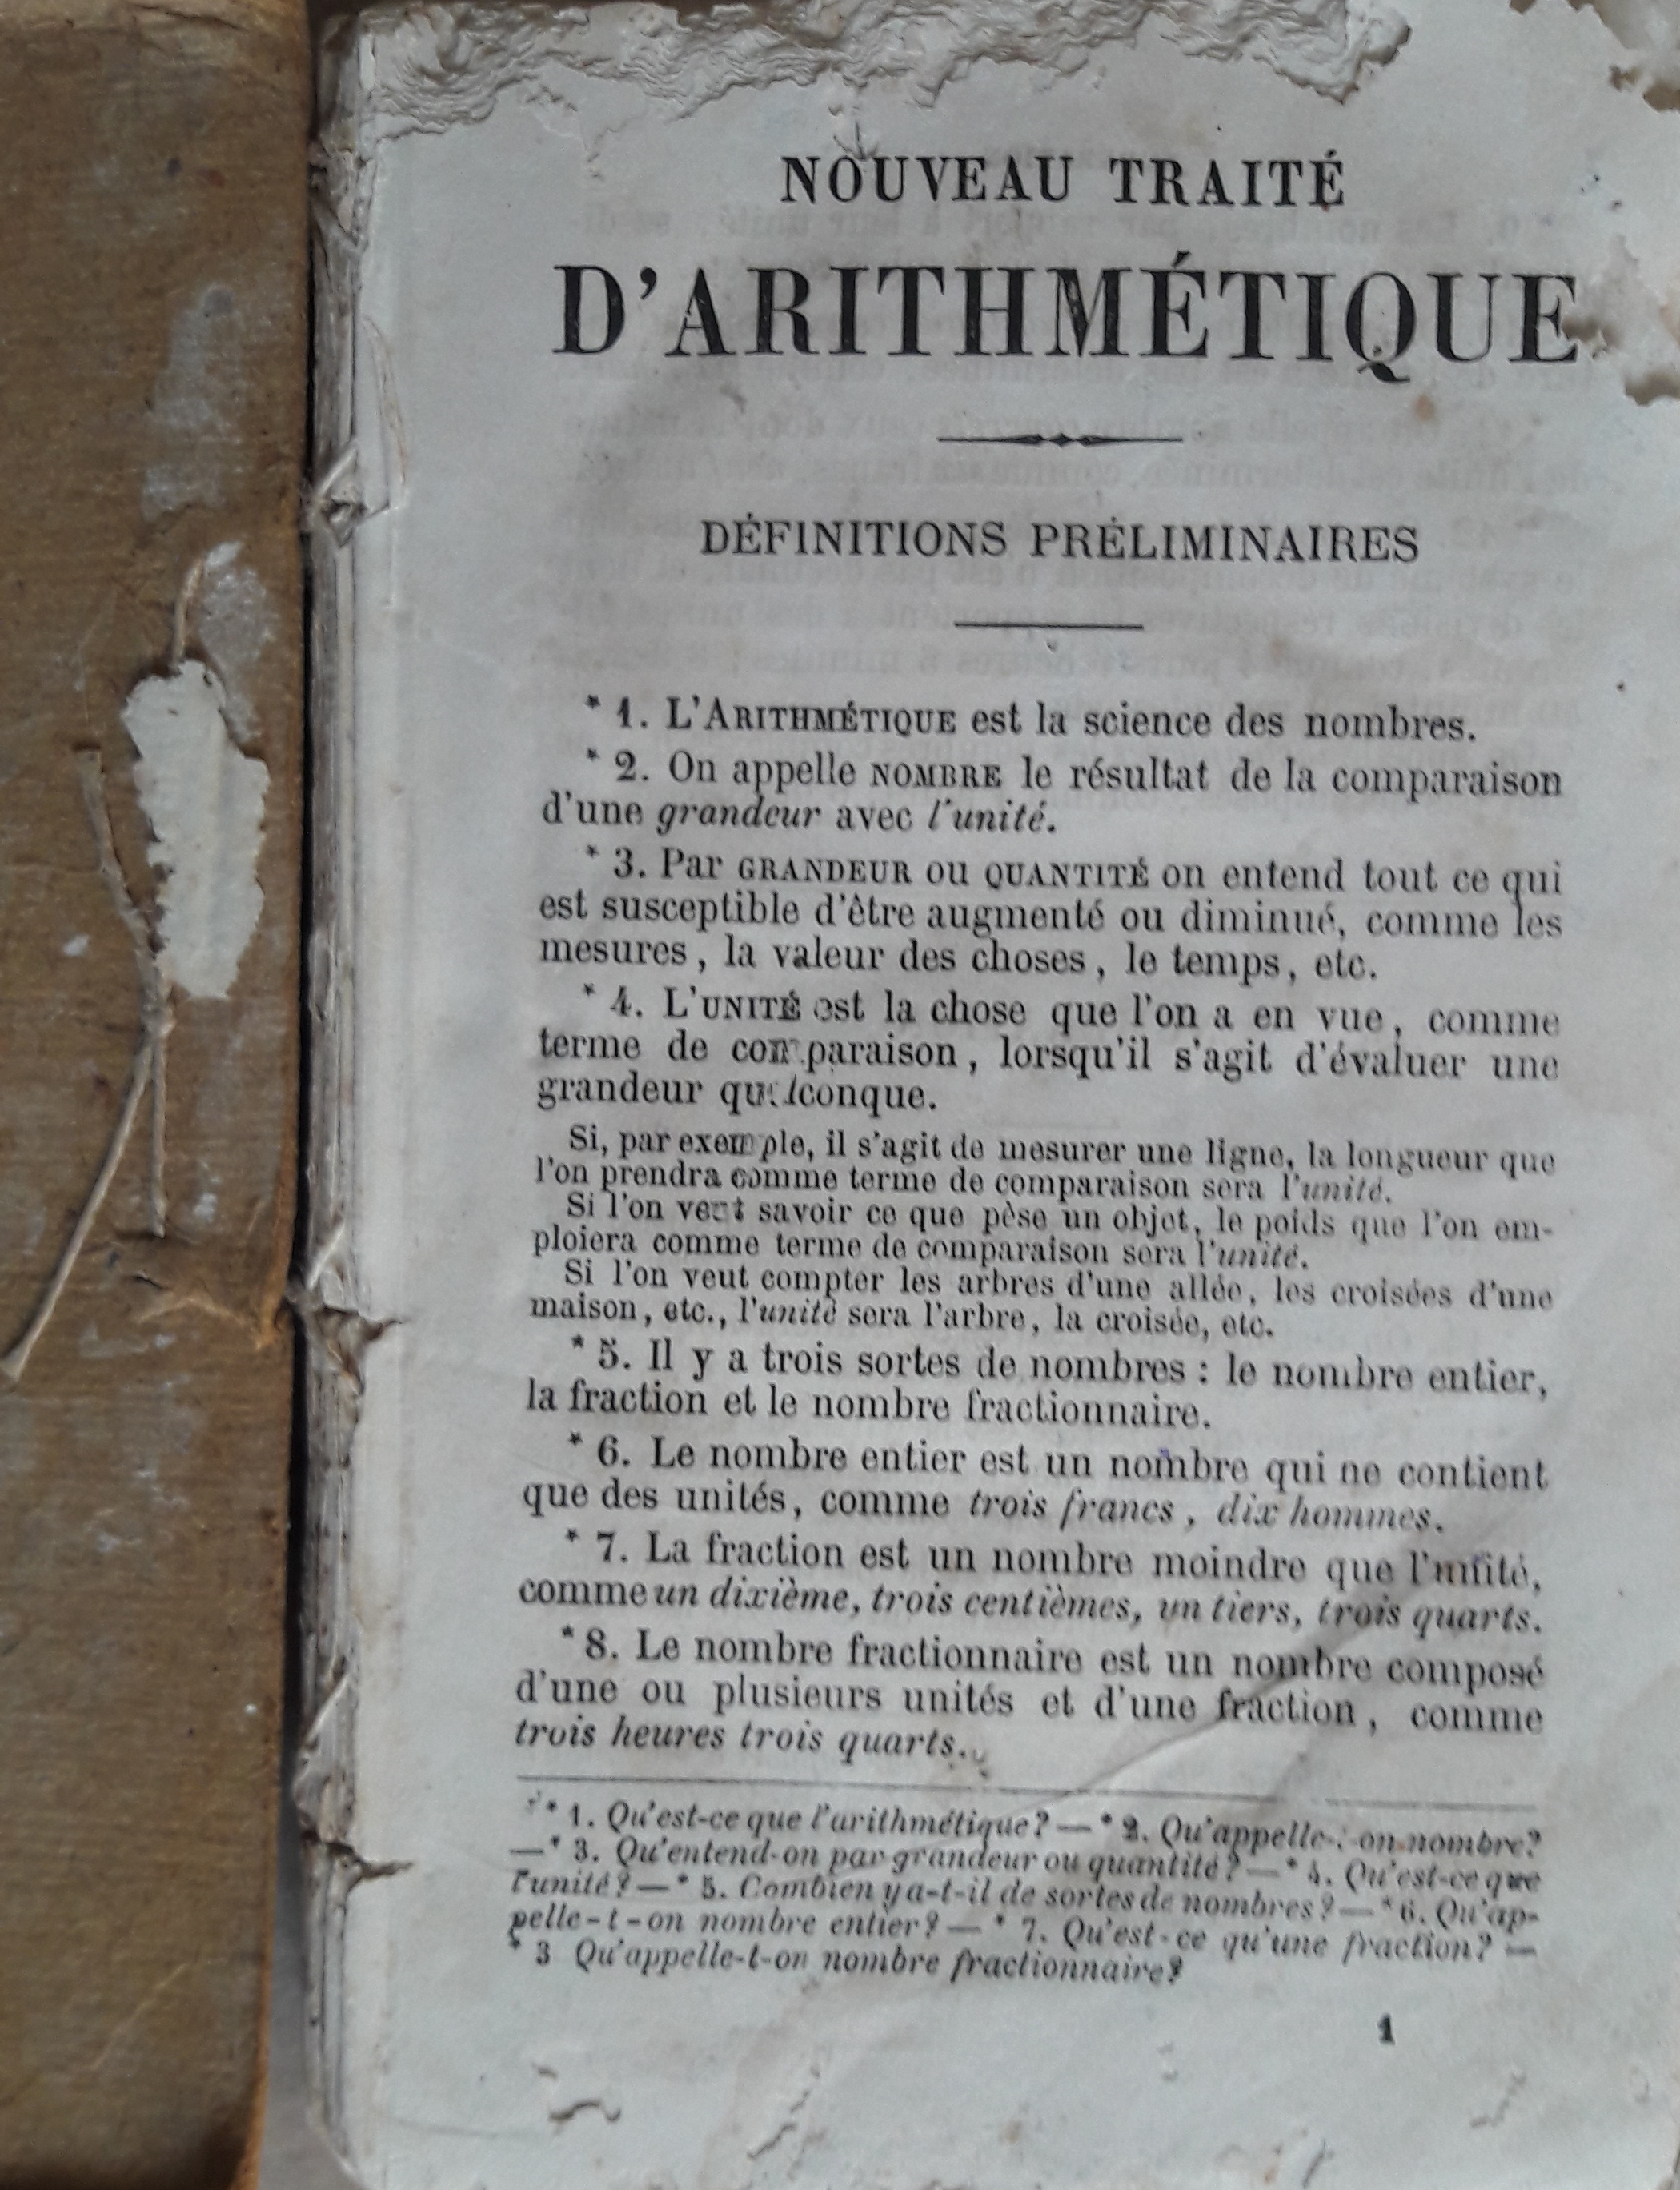 NOUVEAU TRAITÉ
D'ARITHMÉTIQUE
DÉFINITIONS PRÉLIMINAIRES
* 1. L'ARITHMÉTIQUE est la science des nombres.
* 2. On appelle NOMBRE le résultat de la comparaison
d'une grandeur avec l'unité.
* 3. Par GRANDEUR ou QUANTITÉ on entend tout ce qui
est susceptible d'être augmenté ou diminué, comme les
mesures, la valeur des choses, le temps, etc.
* 4. L'UNITÉ est la chose que l'on a en vue, comme
terme de comparaison, lorsqu'il s'agit d'évaluer une
grandeur quelconque.
Si, par exemple, il s'agit de mesurer une ligne, la longueur que
l'on prendra comme terme de comparaison sera l'unité.
Si l'on veut savoir ce que pèse un objet, le poids que l'on em-
ploiera comme terme de comparaison sera l'unité.
Si l'on veut compter les arbres d'une allée, les croisées d'une
maison, etc., l'unité sera l'arbre, la croisée, etc.
* 5. Il y a trois sortes de nombres : le nombre entier,
la fraction et le nombre fractionnaire.
* 6. Le nombre entier est un nombre qui ne contient
que des unités, comme trois francs, dix hommes.
* 7. La fraction est un nombre moindre que l'unité,
comme un dixième, trois centièmes, un tiers, trois quarts.
* 8. Le nombre fractionnaire est un nombre composé
d'une ou plusieurs unités et d'une fraction, comme
trois heures trois quarts.
* 1. Qu'est-ce que l'arithmétique? — * 2. Qu'appelle-t-on nombre?
— * 3. Qu'entend-on par grandeur ou quantité? — * 4. Qu'est-ce que
l'unité? — * 5. Combien y a-t-il de sortes de nombres? — * 6. Qu'ap-
pelle-t-on nombre entier? — * 7. Qu'est-ce qu'une fraction? —
* 8 Qu'appelle-t-on nombre fractionnaire?
1